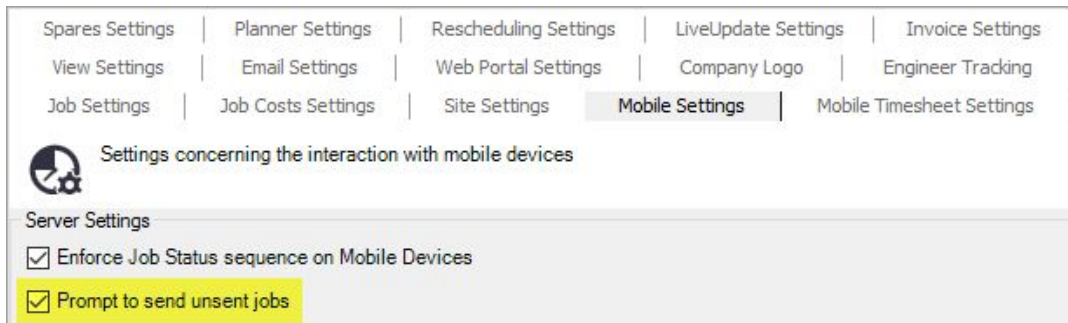 Spares Settings | Planner Settings | Rescheduling Settings | LiveUpdate Settings | Invoice Settings
View Settings | Email Settings | Web Portal Settings | Company Logo | Engineer Tracking
Job Settings | Job Costs Settings | Site Settings | Mobile Settings | Mobile Timesheet Settings
Settings concerning the interaction with mobile devices
Server Settings
Enforce Job Status sequence on Mobile Devices
Prompt to send unsent jobs